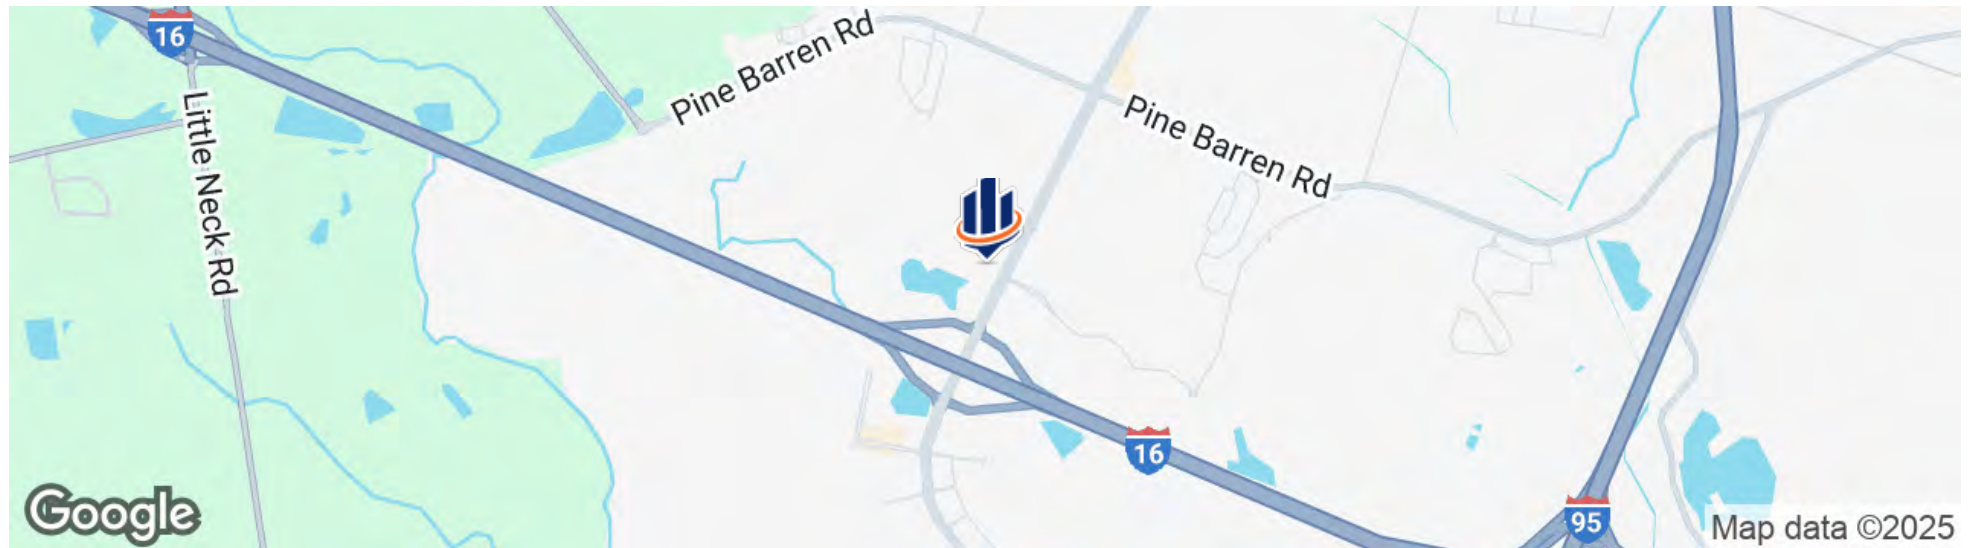 16
Pine Barren Rd
Little Neck Rd
Pine Barren Rd
16
95
Google
Map data ©2025